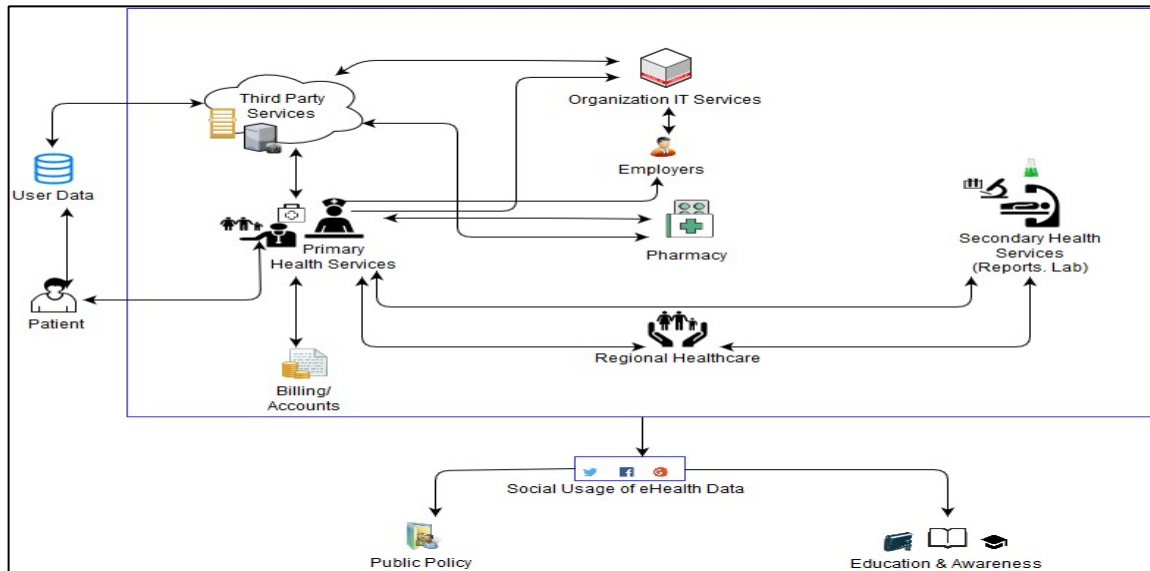 Third Party
Services
Organization IT Services
User Data
Employers
Primary
Health Services
Pharmacy
Secondary Health
Services
(Reports. Lab)
Patient
Regional Healthcare
Billing/
Accounts
Social Usage of eHealth Data
Public Policy
Education & Awareness